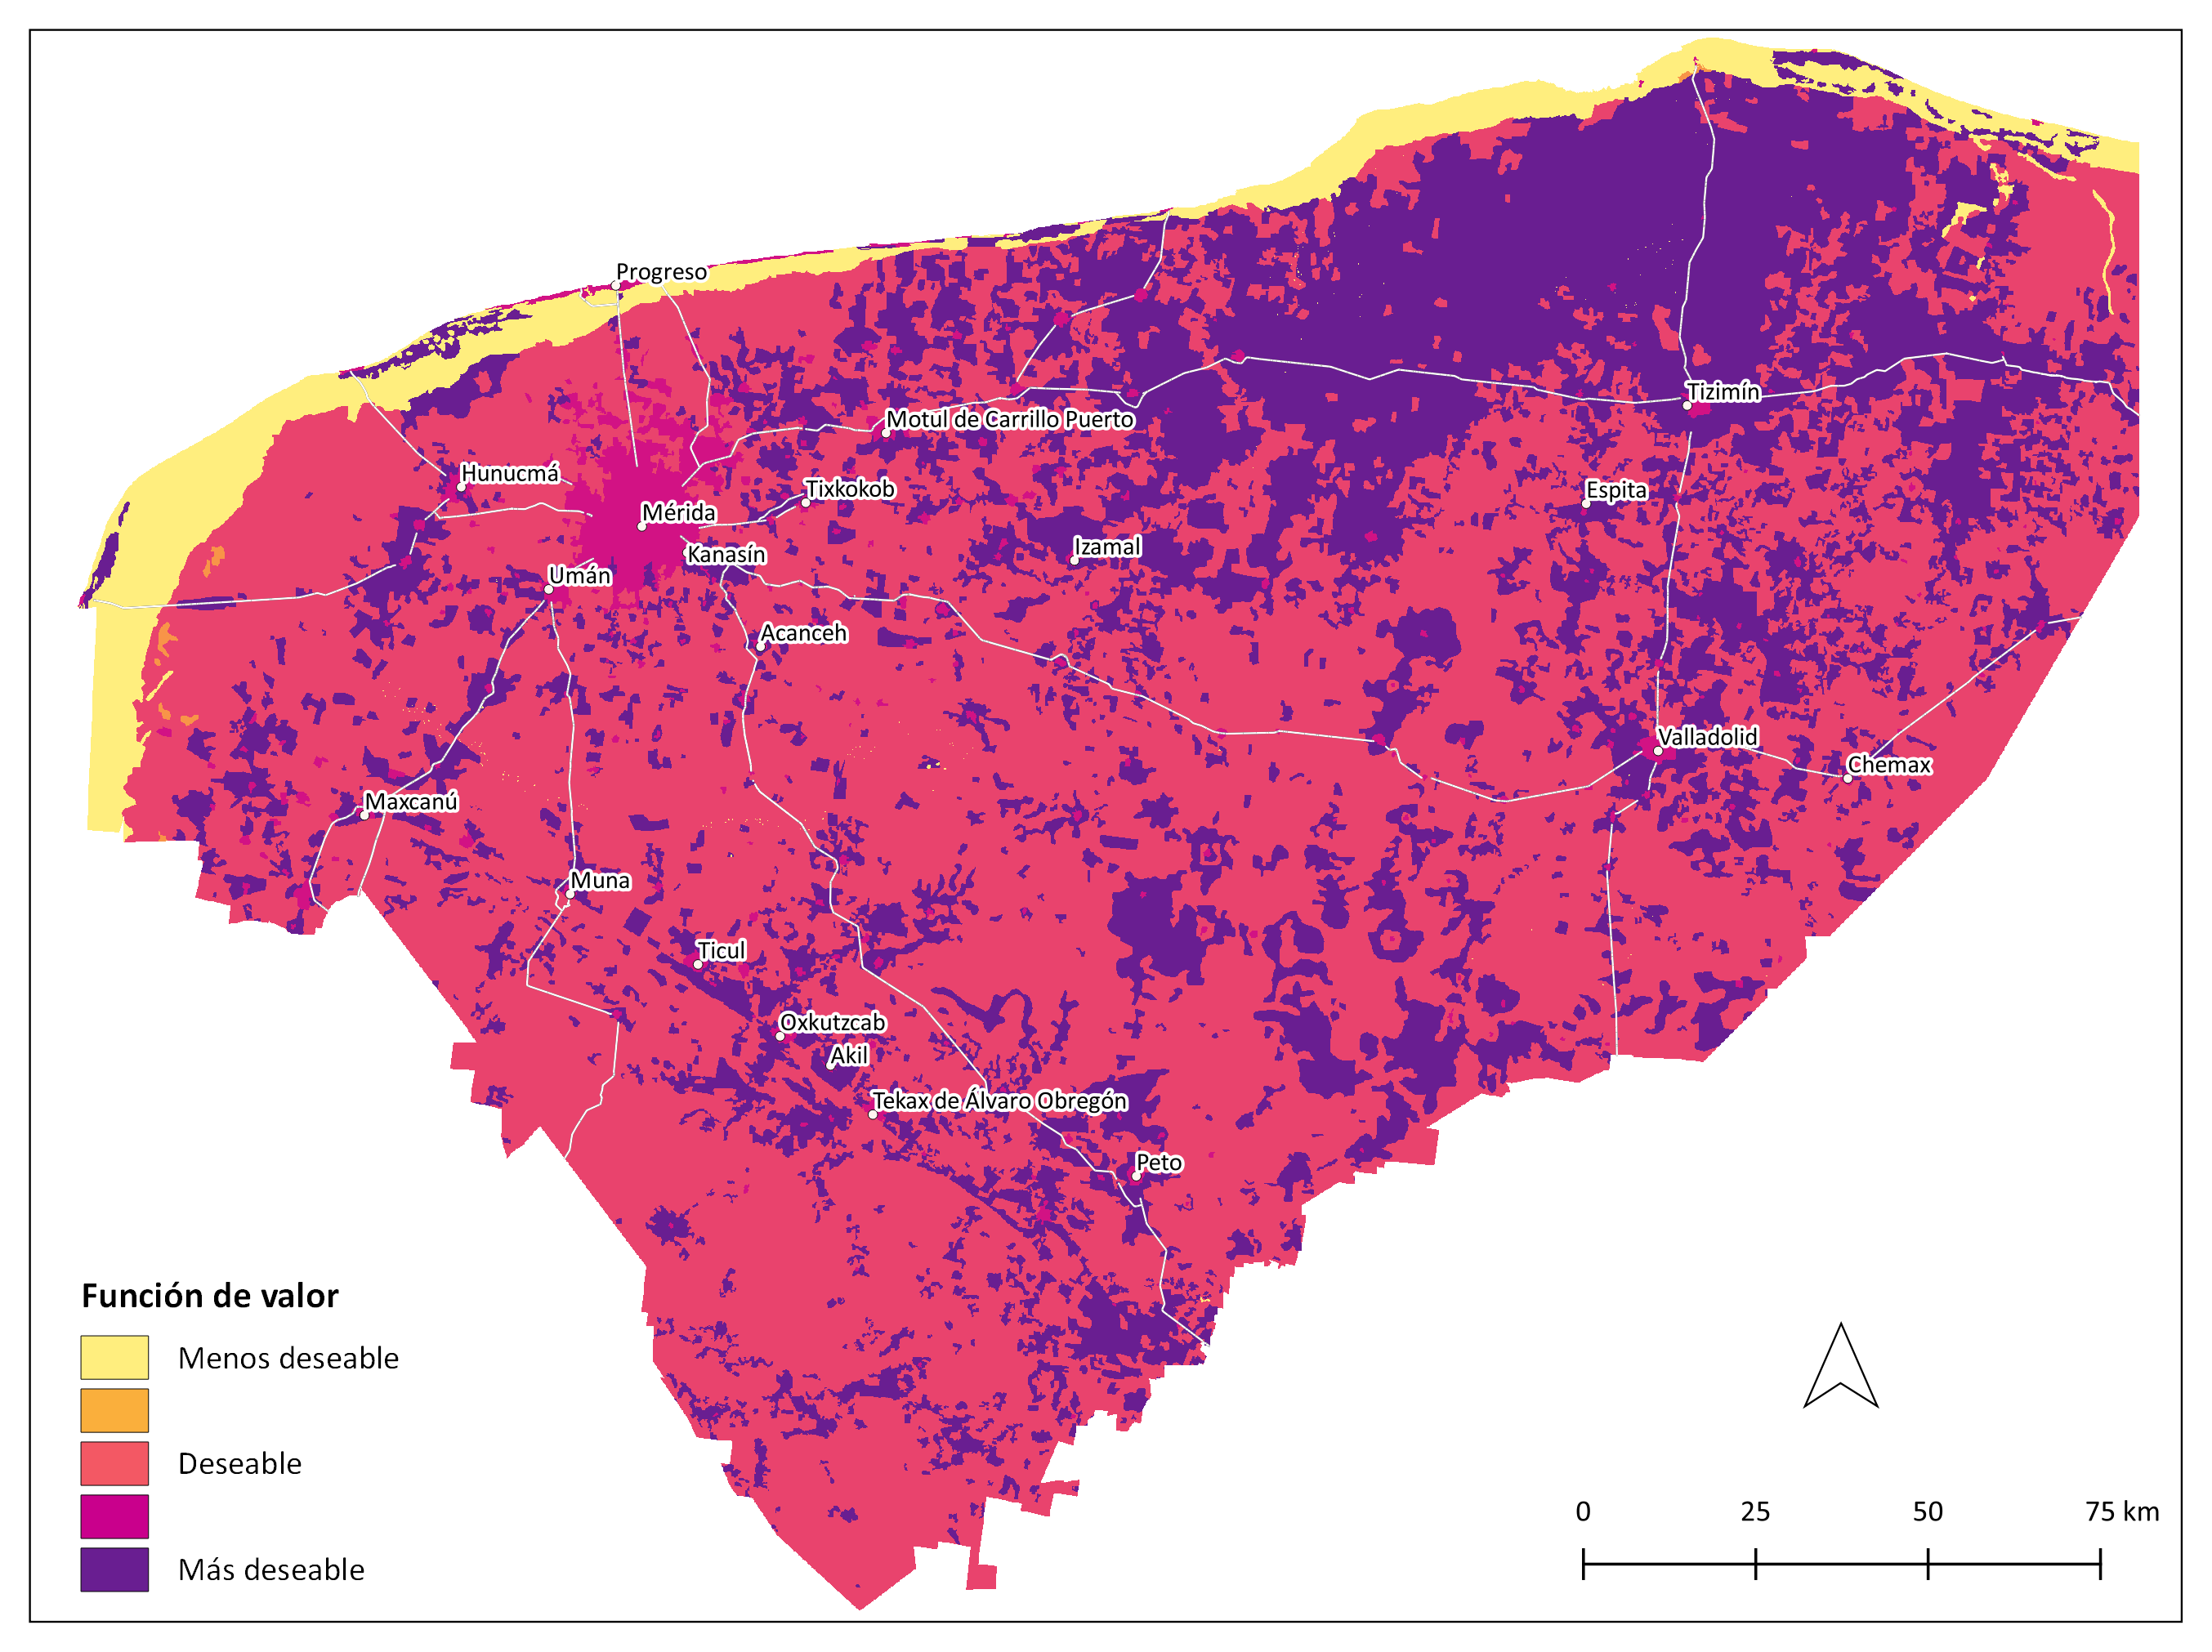 Progreso
Tizimín
Motul de Carrillo Puerto
Hunucmá
Tixkokob
Espita
Mérida
Izamal
Kanasín
Umán
Acanceh
Valladolid
Chemax
Maxcanú
Muna
Ticul
Oxkutzcab
Akil
Tekax de Álvaro Obregón
Peto
Función de valor
Menos deseable
Deseable
Más deseable
0 25 50 75 km